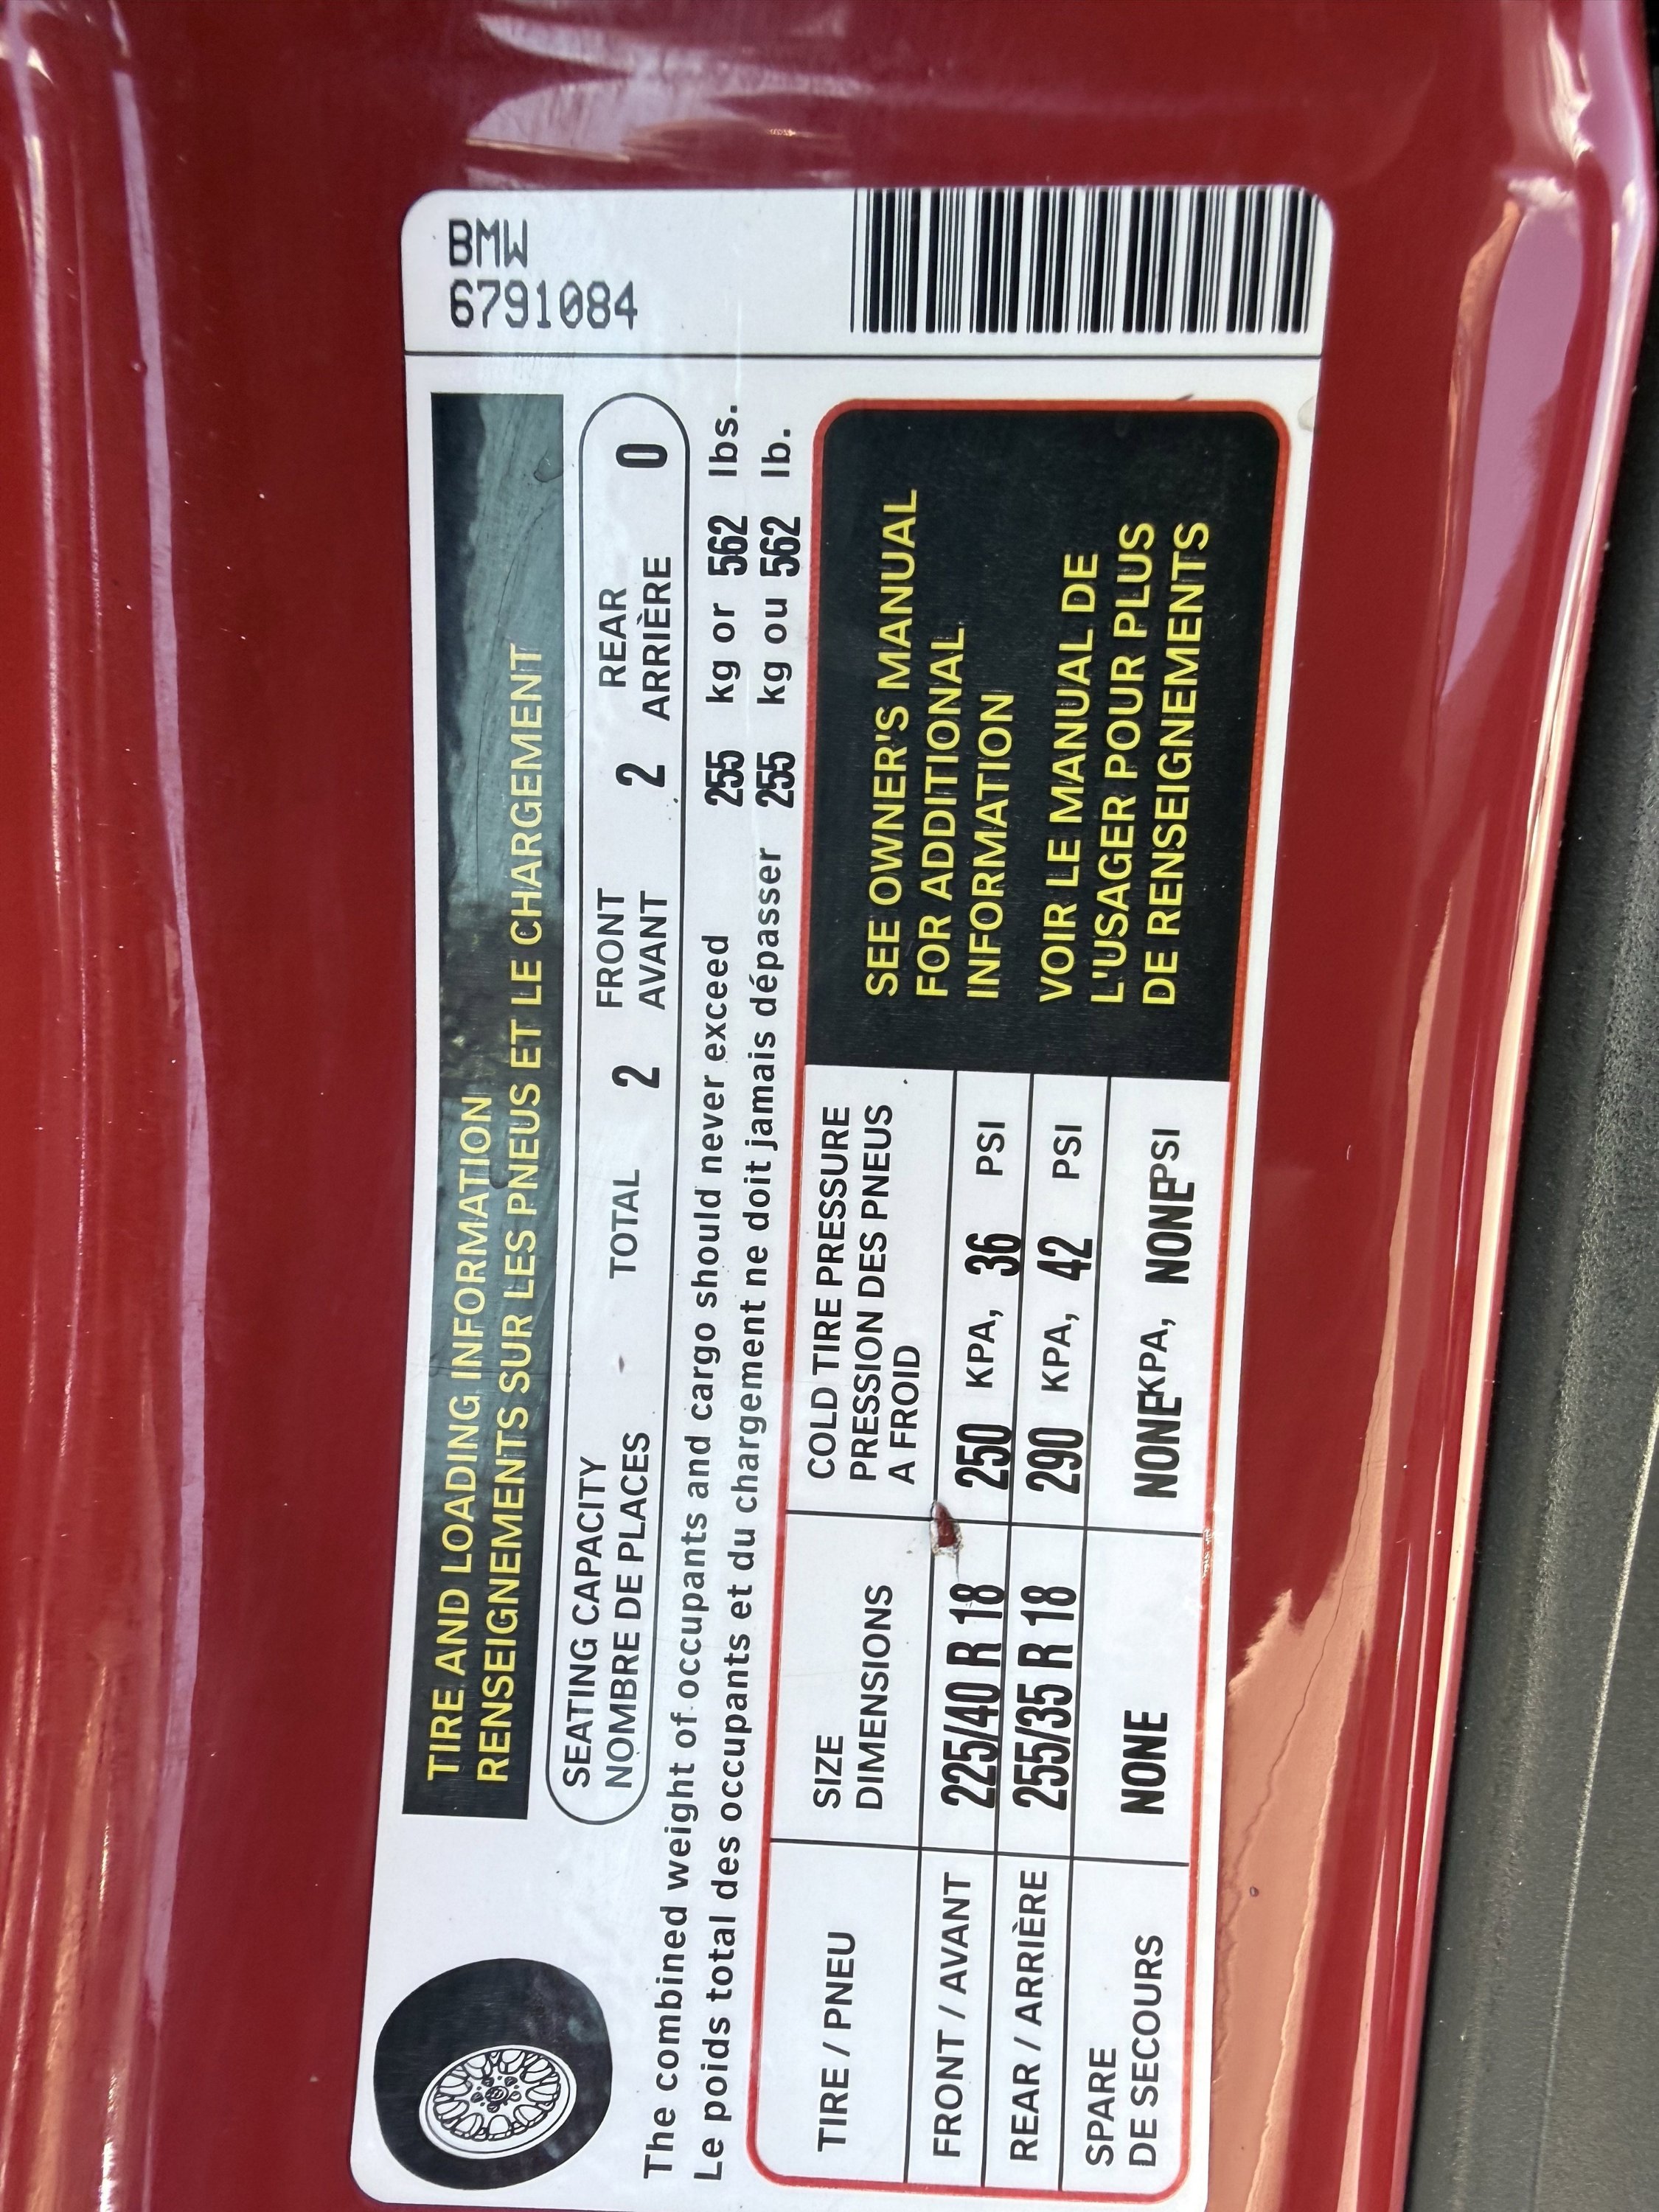 TIRE AND LOADING INFORMATION
RENSEIGNEMENTS SUR LES PNEUS ET LE CHARGEMENT
BMW
6791084
SEATING CAPACITY
NOMBRE DE PLACES
TOTAL 2
FRONT
AVANT
2
REAR
ARRIÈRE
0
The combined weight of occupants and cargo should never exceed 255 kg or 562 lbs.
Le poids total des occupants et du chargement ne doit jamais dépasser 255 kg ou 562 lb.
TIRE / PNEU
SIZE
DIMENSIONS
COLD TIRE PRESSURE
PRESSION DES PNEUS
A FROID
FRONT / AVANT 225/40 R 18 250 KPA, 36 PSI
REAR / ARRIÈRE 255/35 R 18 290 KPA, 42 PSI
SPARE
DE SECOURS
NONE NONE KPA, NONE PSI
SEE OWNER'S MANUAL
FOR ADDITIONAL
INFORMATION
VOIR LE MANUAL DE
L'USAGER POUR PLUS
DE RENSEIGNEMENTS